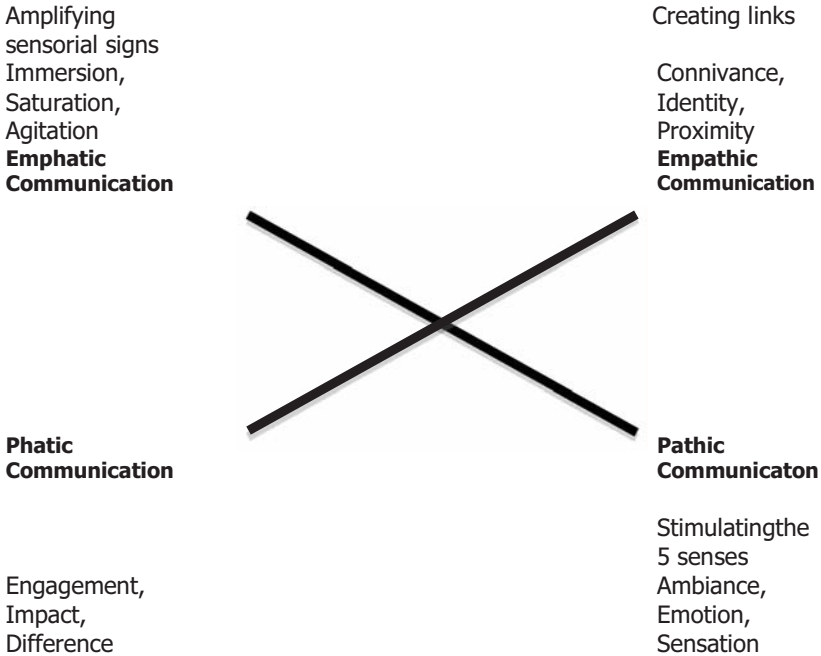 Amplifying
sensorial signs
Immersion,
Saturation,
Agitation
Emphatic
Communication
Creating links
Connivance,
Identity,
Proximity
Empathic
Communication
Phatic
Communication
Engagement,
Impact,
Difference
Pathic
Communicaton
Stimulatingthe
5 senses
Ambiance,
Emotion,
Sensation